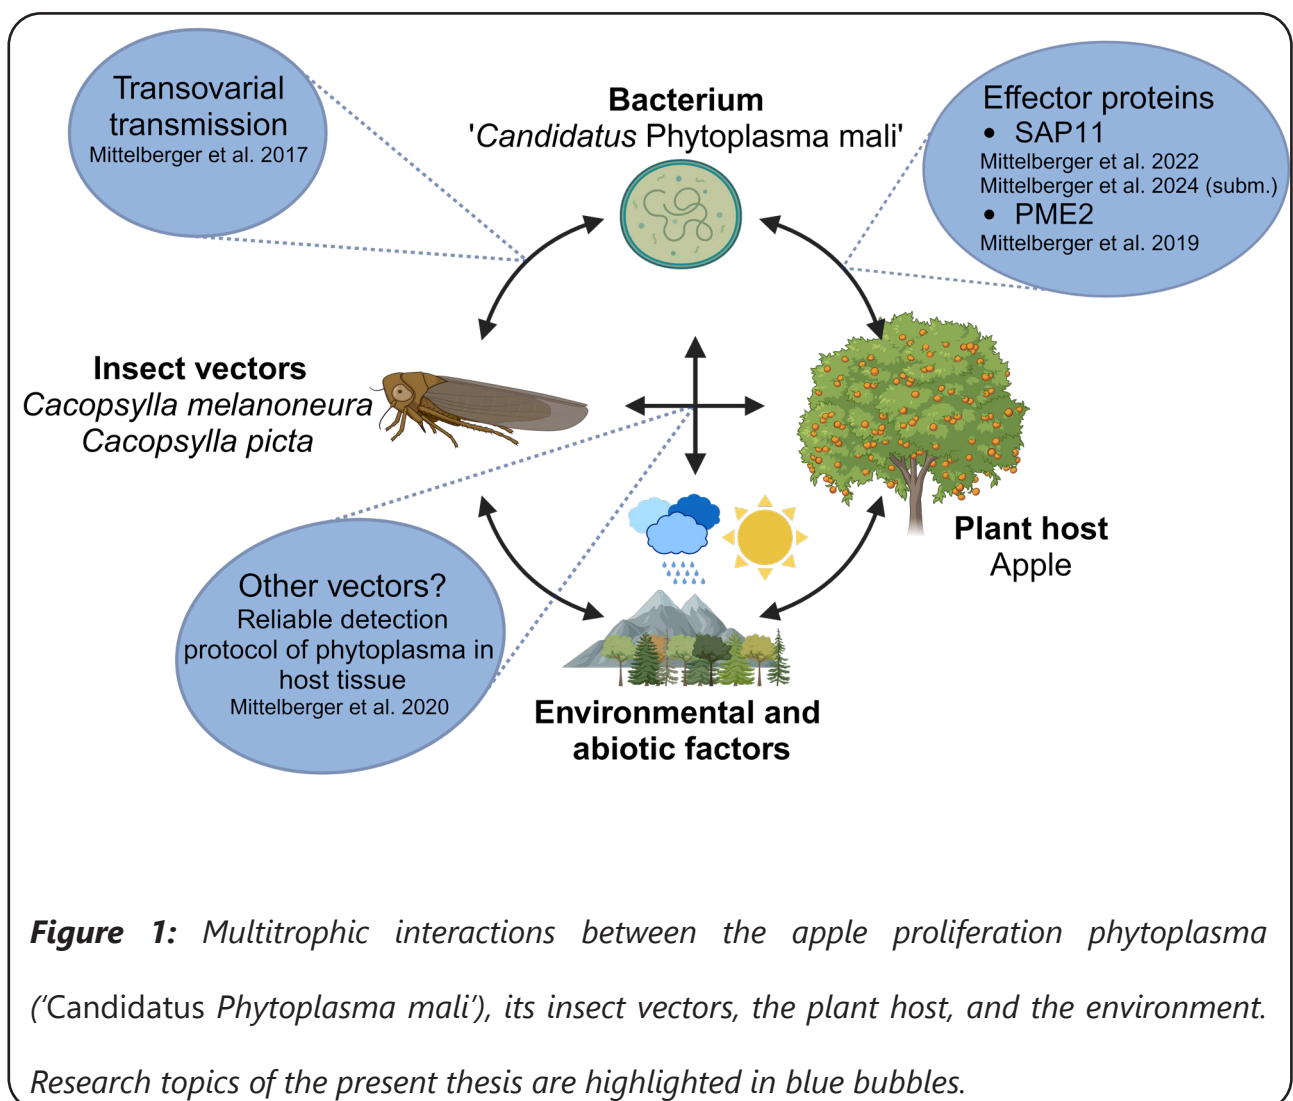 Transovarial
transmission
Mittelberger et al. 2017
Bacterium
'Candidatus Phytoplasma mali'
Effector proteins
• SAP11
Mittelberger et al. 2022
Mittelberger et al. 2024 (subm.)
• PME2
Mittelberger et al. 2019
Insect vectors
Cacopsylla melanoneura
Cacopsylla picta
Plant host
Apple
Other vectors?
Reliable detection
protocol of phytoplasma in
host tissue
Mittelberger et al. 2020
Environmental and
abiotic factors
Figure 1: Multitrophic interactions between the apple proliferation phytoplasma
(‘Candidatus Phytoplasma mali’), its insect vectors, the plant host, and the environment.
Research topics of the present thesis are highlighted in blue bubbles.